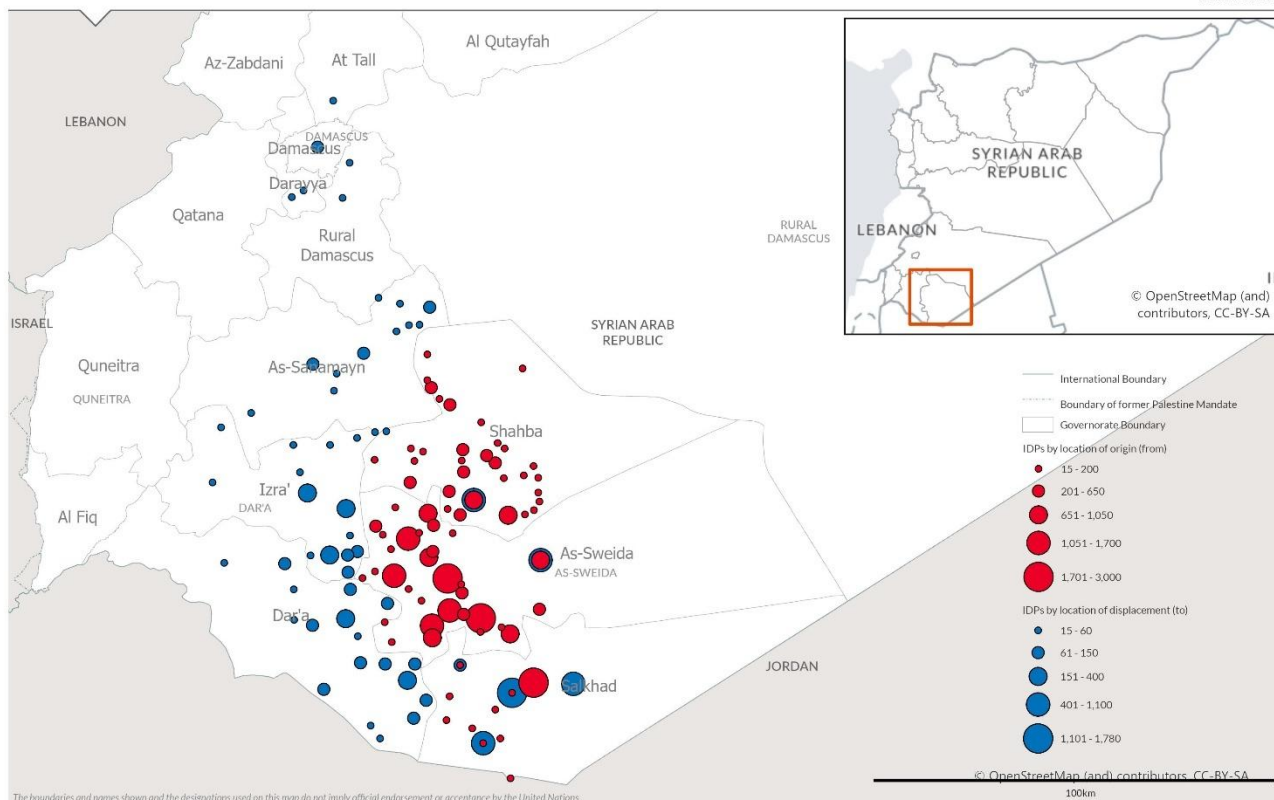 Al Qutayfah
At Tall
Az-Zabdani
LEBANON
DAMASCUS
Damascus
Darayya
Qatana
Rural
Damascus
RURAL
DAMASCUS
ISRAEL
SYRIAN ARAB
REPUBLIC
As-Sanamayn
Quneitra
QUNEITRA
Shahba
Izra'
DAR'A
Al Fiq
As-Sweida
AS-SWEIDA
Dar'a
JORDAN
Salkhad
SYRIAN ARAB
REPUBLIC
LEBANON
© OpenStreetMap (and)
contributors, CC-BY-SA
International Boundary
Boundary of former Palestine Mandate
Governorate Boundary
IDPs by location of origin (from)
15 - 200
201 - 650
651 - 1,050
1,051 - 1,700
1,701 - 3,000
IDPs by location of displacement (to)
15 - 60
61 - 150
151 - 400
401 - 1,100
1,101 - 1,780
© OpenStreetMap (and) contributors, CC-BY-SA
100km
The boundaries and names shown and the designations used on this map do not imply official endorsement or acceptance by the United Nations